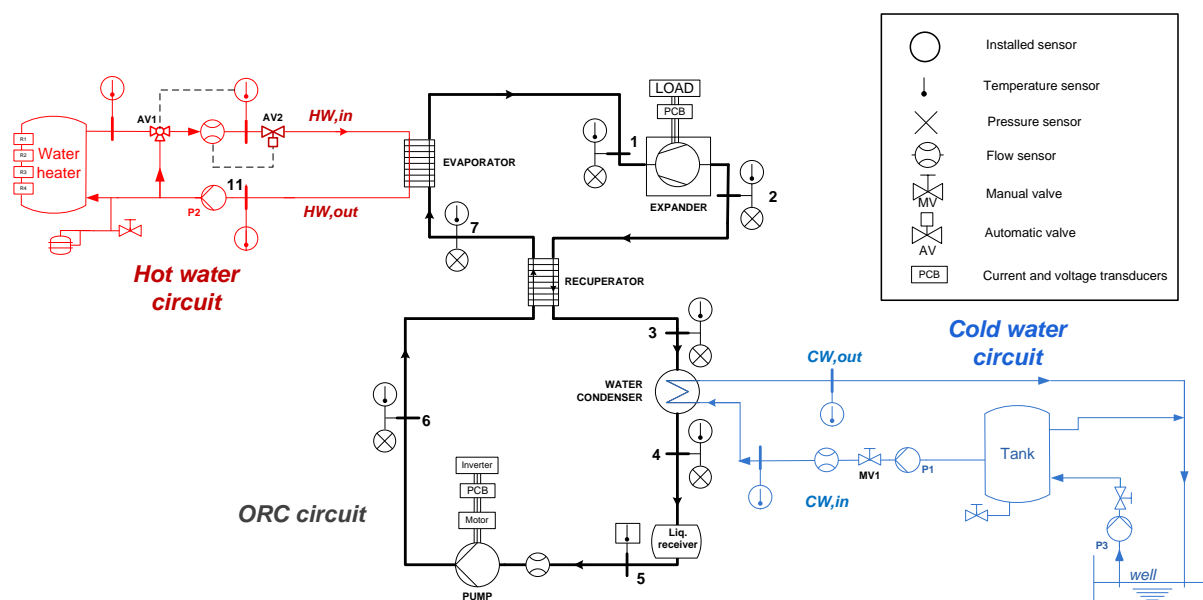 AV1
AV2
HW,in
R1
R2
R3
R4
Water
heater
P2
11
HW,out
Hot water
circuit
EVAPORATOR
LOAD
PCB
1
EXPANDER
2
7
RECUPERATOR
3
WATER
CONDENSER
4
6
Inverter
PCB
Motor
PUMP
ORC circuit
5
Liq.
receiver
Installed sensor
Temperature sensor
Pressure sensor
Flow sensor
MV
Manual valve
AV
Automatic valve
PCB
Current and voltage transducers
Cold water
circuit
CW,out
MV1
P1
CW,in
Tank
P3
well